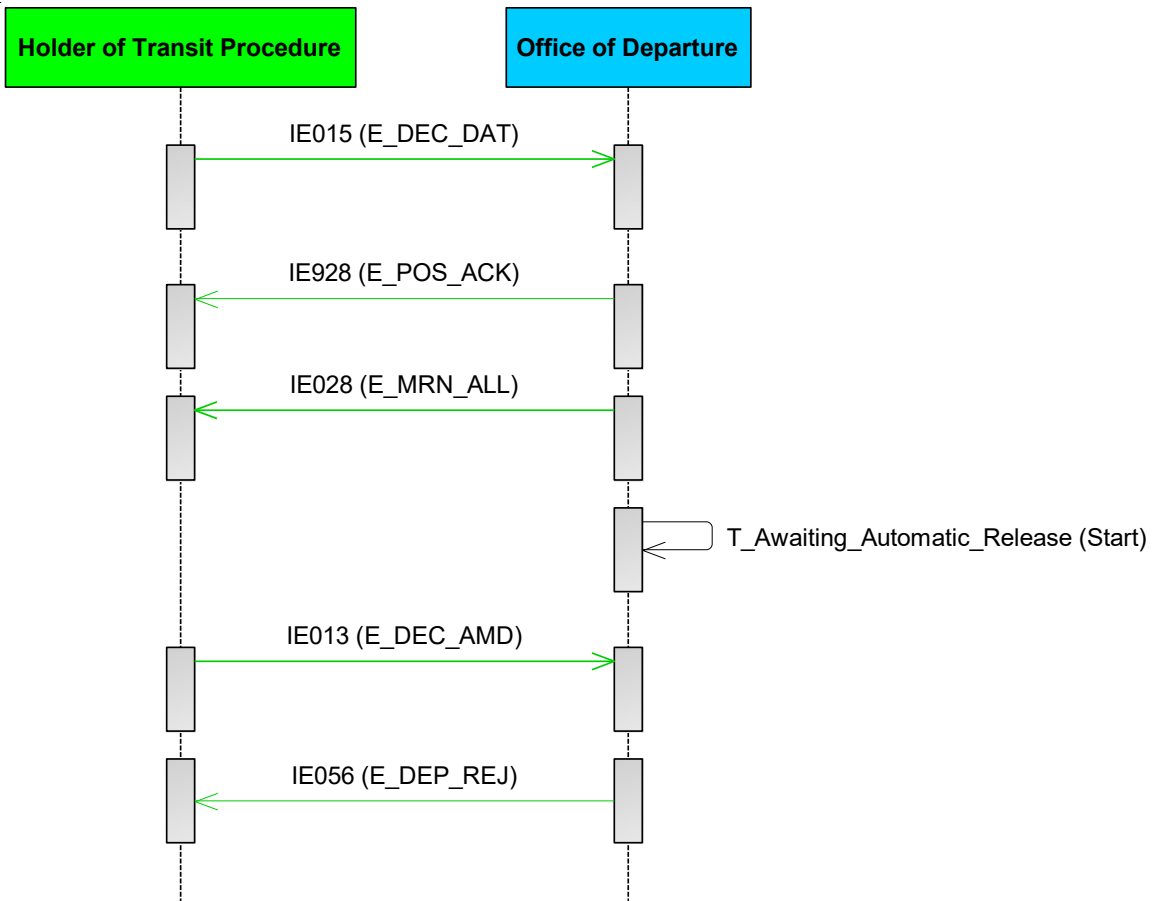 Holder of Transit Procedure
Office of Departure
IE015 (E_DEC_DAT)
IE928 (E_POS_ACK)
IE028 (E_MRN_ALL)
T_Awaiting_Automatic_Release (Start)
IE013 (E_DEC_AMD)
IE056 (E_DEP_REJ)